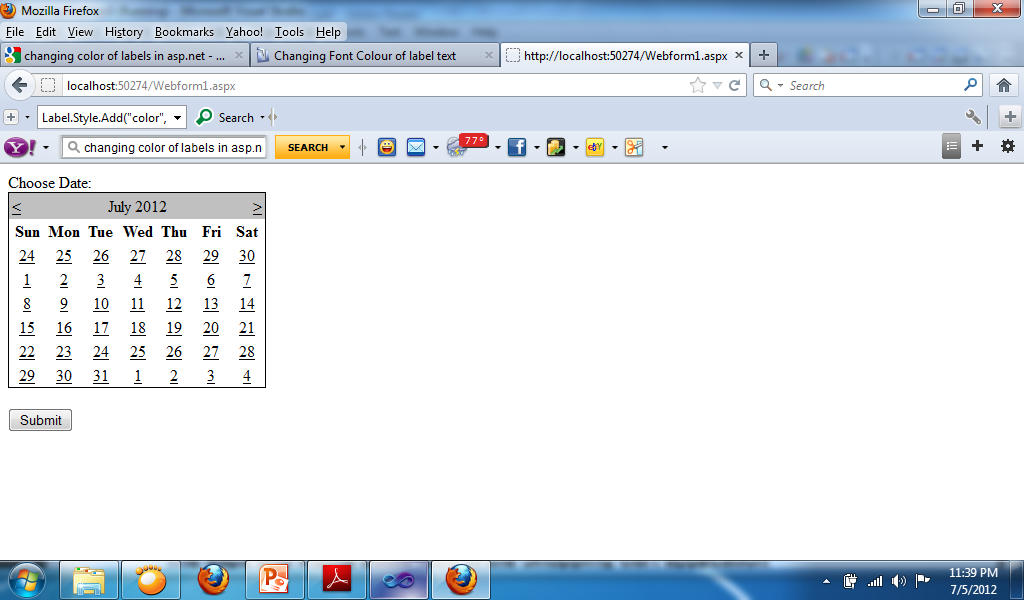 Mozilla Firefox
File Edit View History Bookmarks Yahoo! Tools Help
changing color of labels in asp.net - ... Changing Font Colour of label text http://localhost:50274/Webform1.aspx
localhost:50274/Webform1.aspx Search
Label.Style.Add("color", Search
Y! changing color of labels in asp.n SEARCH 77° eBY
Choose Date:
< July 2012 >
Sun Mon Tue Wed Thu Fri Sat
24 25 26 27 28 29 30
1 2 3 4 5 6 7
8 9 10 11 12 13 14
15 16 17 18 19 20 21
22 23 24 25 26 27 28
29 30 31 1 2 3 4
Submit
11:39 PM
7/5/2012